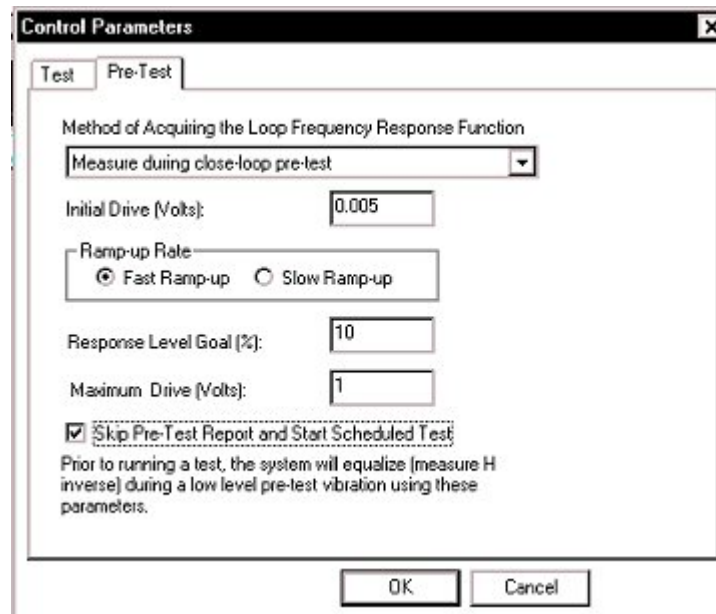 Control Parameters
Test
Pre-Test
Method of Acquiring the Loop Frequency Response Function
Measure during close-loop pre-test
Initial Drive (Volts):
0.005
Ramp-up Rate
Fast Ramp-up
Slow Ramp-up
Response Level Goal (%):
10
Maximum Drive (Volts):
1
Skip Pre-Test Report and Start Scheduled Test
Prior to running a test, the system will equalize (measure H
inverse) during a low level pre-test vibration using these
parameters.
OK
Cancel